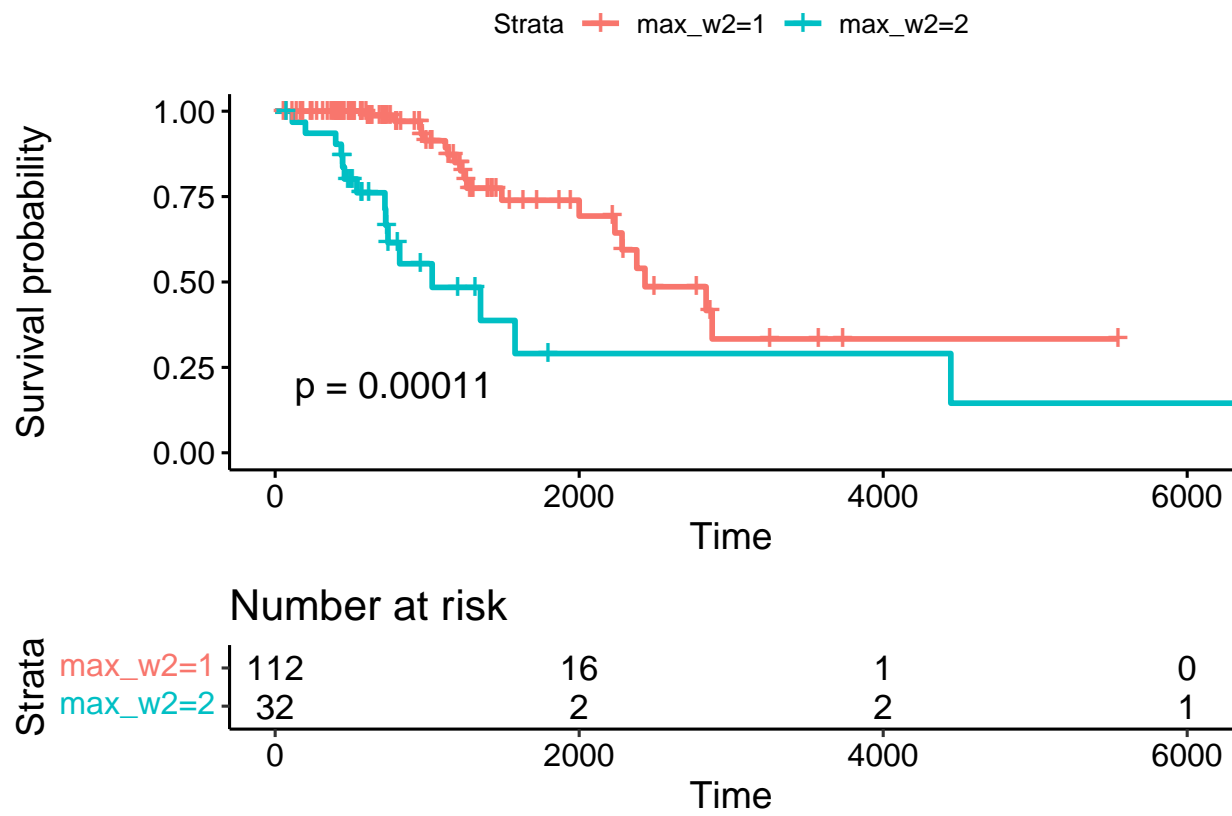 Strata max_w2=1 max_w2=2
Survival probability
1.00
0.75
0.50
0.25
0.00
p = 0.00011
0 2000 4000 6000
Time
Number at risk
Strata
max_w2=1 112 16 1 0
max_w2=2 32 2 2 1
0 2000 4000 6000
Time